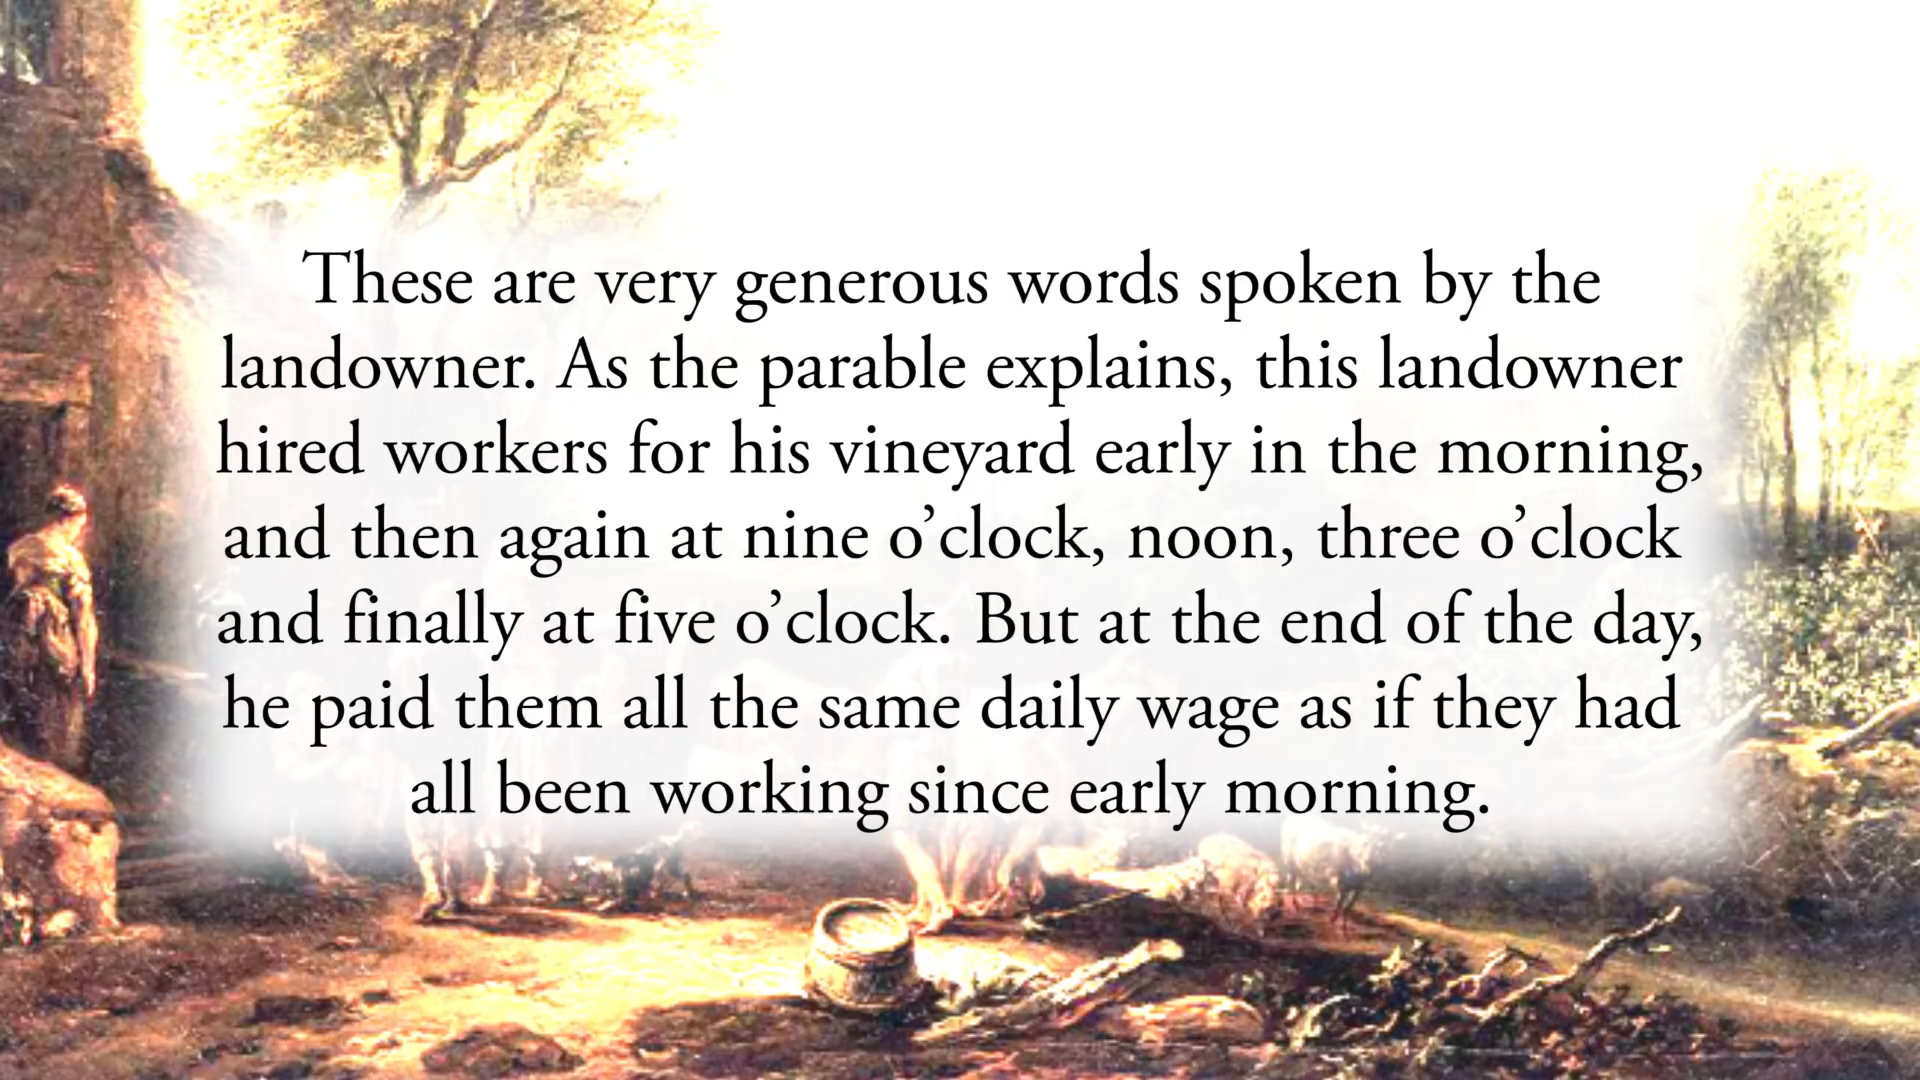 These are very generous words spoken by the
landowner. As the parable explains, this landowner
hired workers for his vineyard early in the morning,
and then again at nine o’clock, noon, three o’clock
and finally at five o’clock. But at the end of the day,
he paid them all the same daily wage as if they had
all been working since early morning.